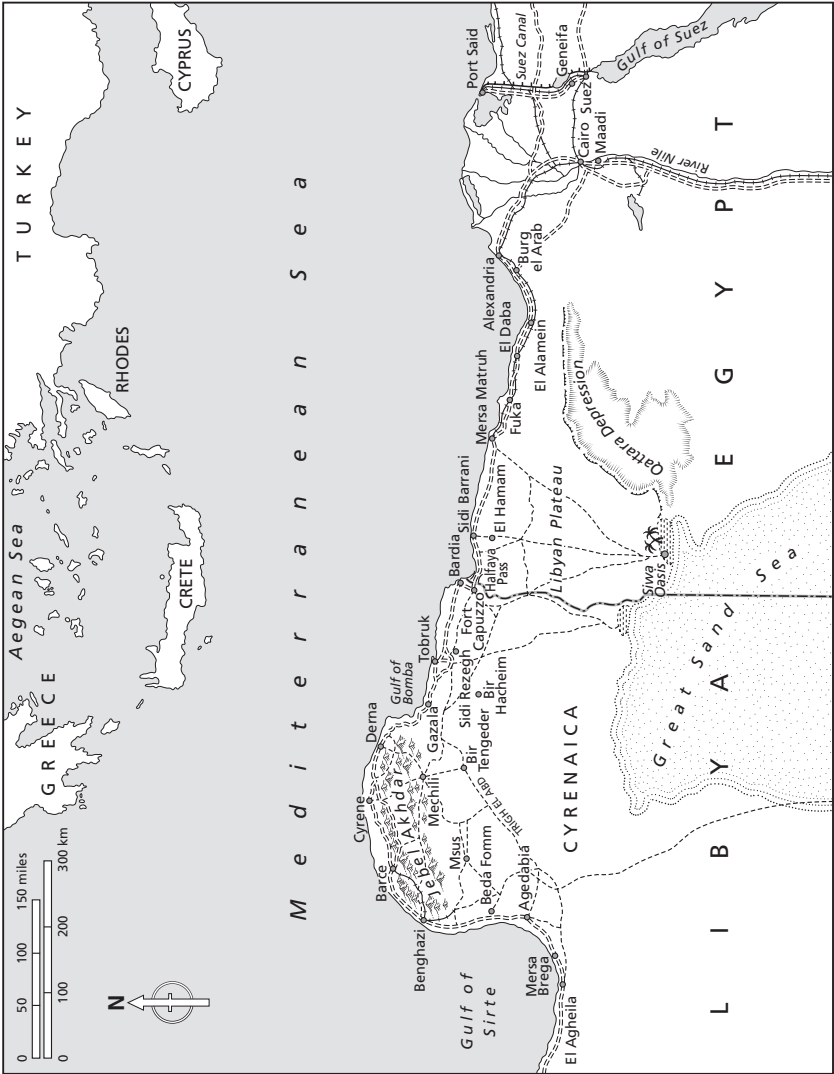 TURKEY
GREECE
Aegean Sea
CYPRUS
RHODES
CRETE
0 50 100 150 miles
0 100 200 300 km
N
Mediterranean Sea
Gulf of
Sirte
Gulf of
Bomba
Benghazi
Barce
Cyrene
Derna
Jebel Akhdar
Gazala
Tobruk
Bardia
Sidi Barrani
Mersa Matruh
Fuka
El Daba
El Alamein
Alexandria
Burg
el Arab
Port Said
Suez Canal
Geneifa
Suez
Gulf of Suez
Cairo
Maadi
River Nile
Mechili
Msus
Beda Fomm
Agedabia
Mersa
Brega
El Agheila
Bir
Tengeder
TRIGH EL ABD
Sidi Rezegh
Bir
Hacheim
Fort
Capuzzo
Halfaya
Pass
El Hamam
Libyan Plateau
Qattara Depression
Siwa
Oasis
Great Sand Sea
CYRENAICA
LIBYA
EGYPT